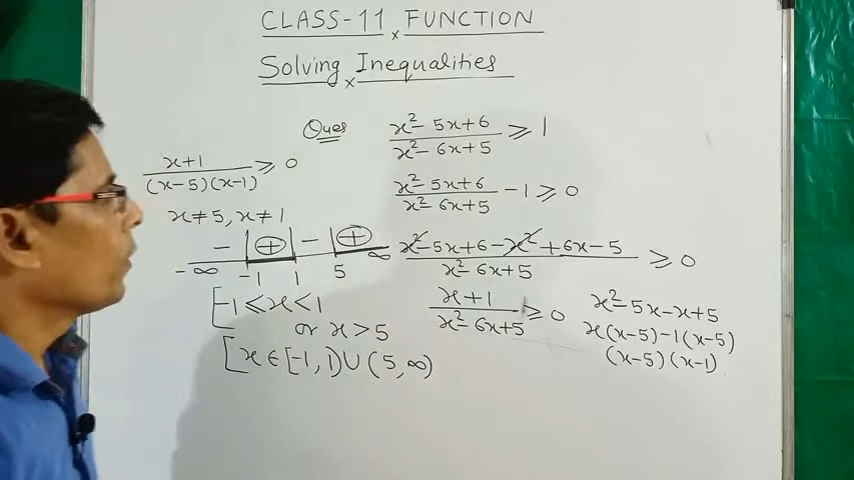 CLASS-11 × FUNCTION
Solving × Inequalities
Ques
x² - 5x+6 / x² - 6x+5 ≥ 1
x² - 5x+6 / x² - 6x+5 - 1 ≥ 0
x² - 5x+6 - x² + 6x - 5 / x² - 6x+5 ≥ 0
x+1 / x² - 6x+5 ≥ 0
x² - 5x - x + 5
x(x-5) - 1(x-5)
(x-5)(x-1)
x+1 / (x-5)(x-1) ≥ 0
x≠5, x≠1
- + - +
-∞ -1 1 5 ∞
[-1 ≤ x < 1
or x > 5
[x ∈ [-1, 1) ∪ (5, ∞)